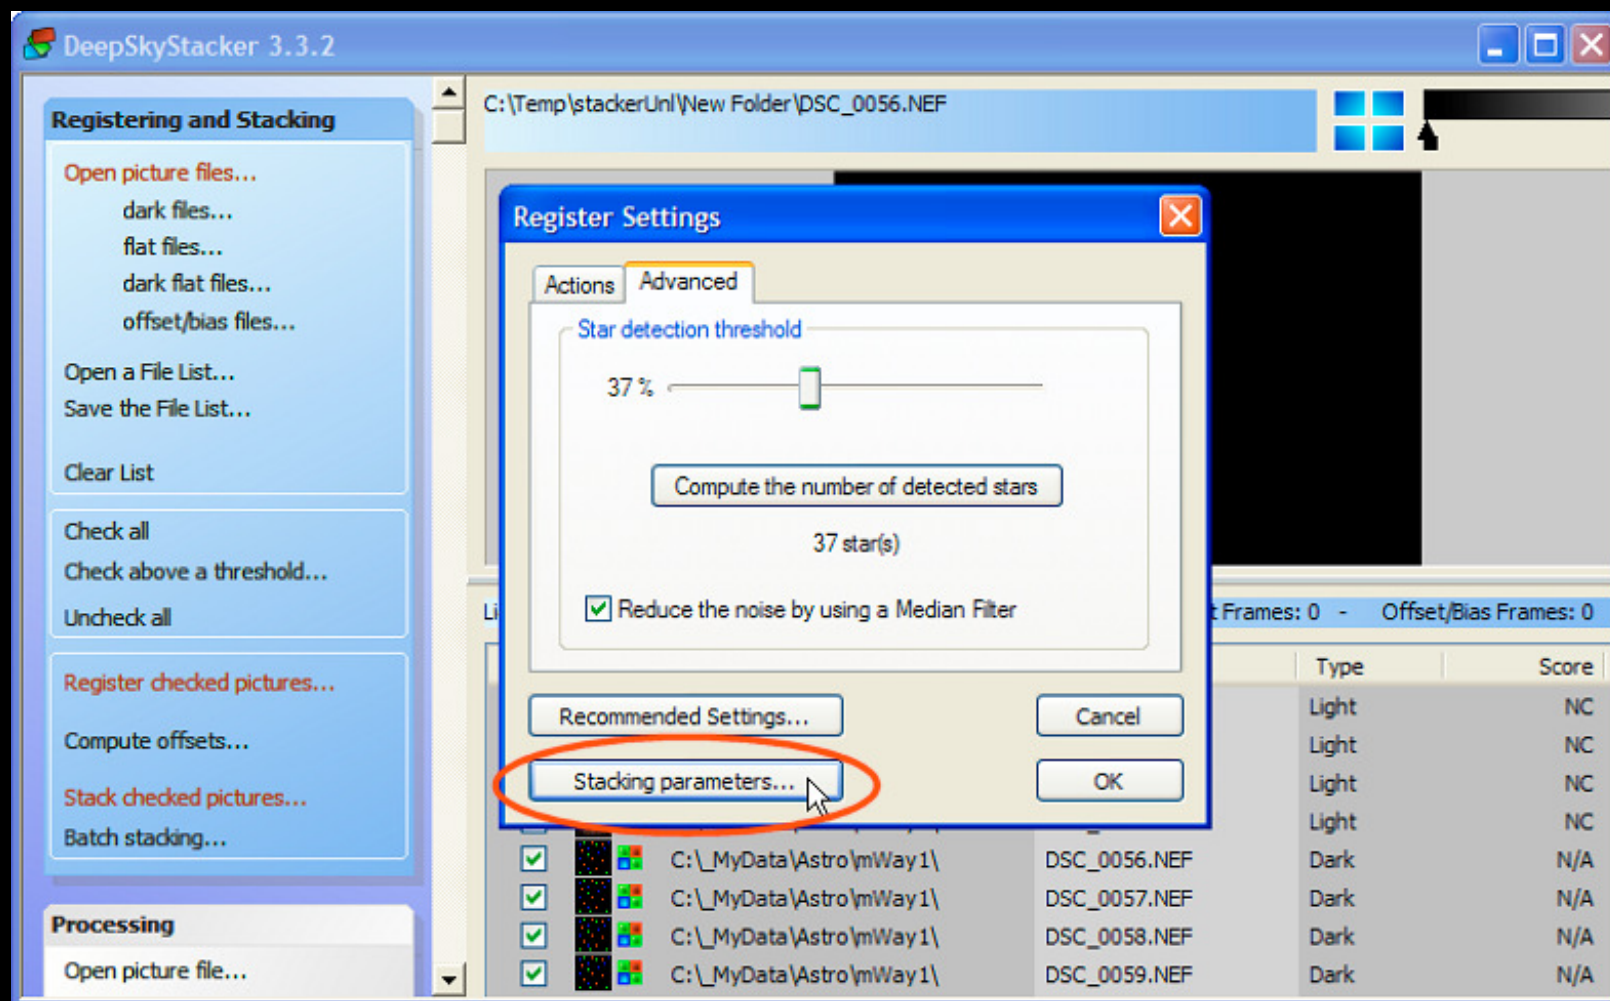 DeepSkyStacker 3.3.2
Registering and Stacking
Open picture files...
dark files...
flat files...
dark flat files...
offset/bias files...
Open a File List...
Save the File List...
Clear List
Check all
Check above a threshold...
Uncheck all
Register checked pictures...
Compute offsets...
Stack checked pictures...
Batch stacking...
Processing
Open picture file...
C:\Temp\stackerUnl\New Folder\DSC_0056.NEF
Register Settings
Actions Advanced
Star detection threshold
37 %
Compute the number of detected stars
37 star(s)
Reduce the noise by using a Median Filter
Recommended Settings... Cancel
Stacking parameters... OK
Frames: 0 - Offset/Bias Frames: 0
Type Score
Light NC
Light NC
Light NC
Light NC
C:\_MyData\Astro\mWay1\ DSC_0056.NEF Dark N/A
C:\_MyData\Astro\mWay1\ DSC_0057.NEF Dark N/A
C:\_MyData\Astro\mWay1\ DSC_0058.NEF Dark N/A
C:\_MyData\Astro\mWay1\ DSC_0059.NEF Dark N/A